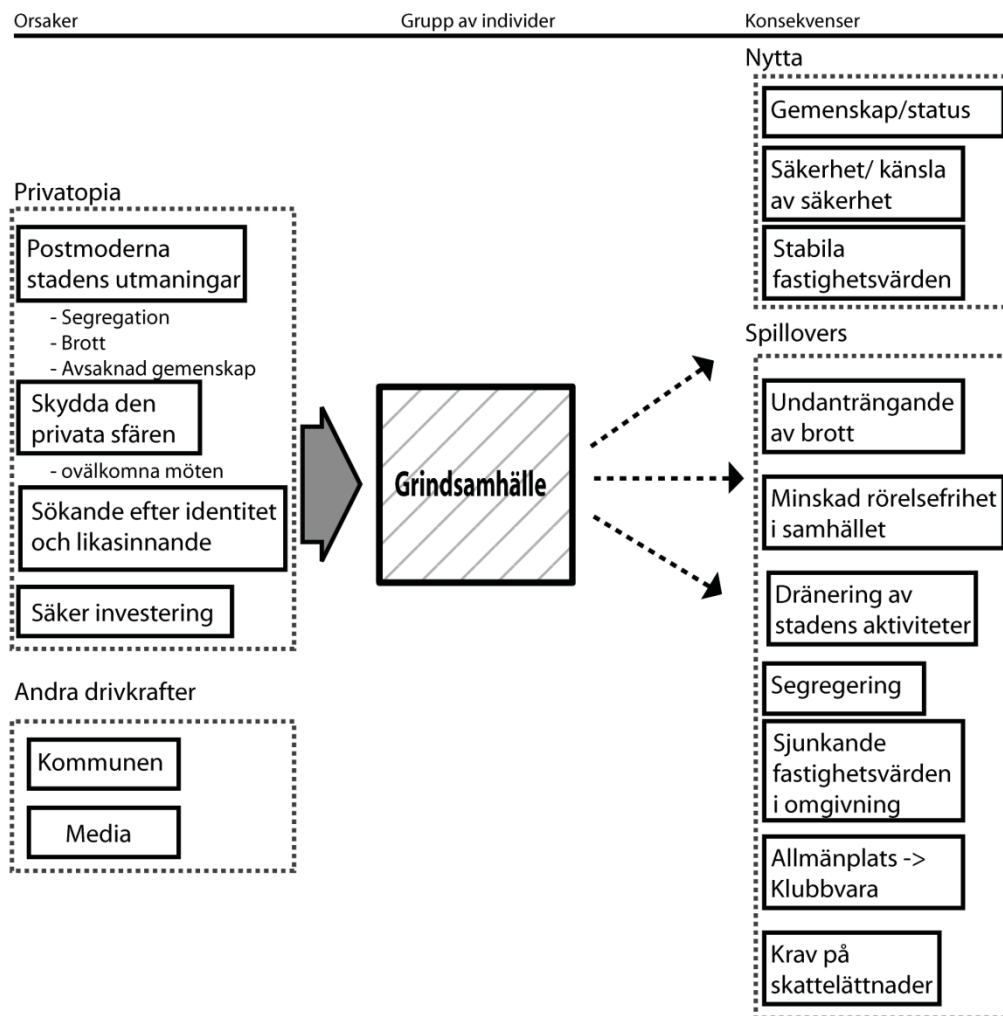 Orsaker
Grupp av individer
Konsekvenser
Privatopia
Postmoderna
stadens utmaningar
- Segregation
- Brott
- Avsaknad gemenskap
Skydda den
privata sfären
- ovälkomna möten
Sökande efter identitet
och likasinnande
Säker investering
Andra drivkrafter
Kommunen
Media
Grindsamhälle
Nytta
Gemenskap/status
Säkerhet/ känsla
av säkerhet
Stabila
fastighetsvärden
Spillovers
Undanträngande
av brott
Minskad rörelsefrihet
i samhället
Dränering av
stadens aktiviteter
Segregering
Sjunkande
fastighetsvärden
i omgivning
Allmänplats ->
Klubbvara
Krav på
skattelättnader